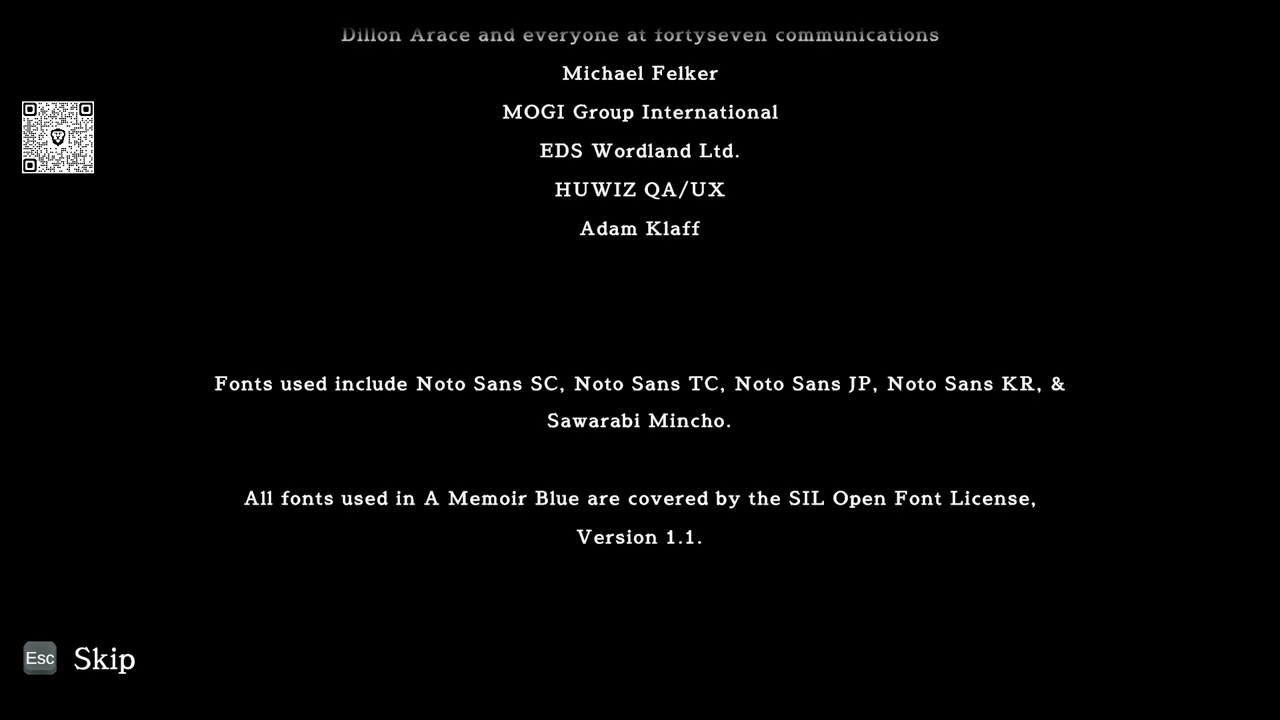 Dillon Arace and everyone at fortyseven communications
Michael Felker
MOGI Group International
EDS Wordland Ltd.
HUWIZ QA/UX
Adam Klaff
Fonts used include Noto Sans SC, Noto Sans TC, Noto Sans JP, Noto Sans KR, &
Sawarabi Mincho.
All fonts used in A Memoir Blue are covered by the SIL Open Font License,
Version 1.1.
Esc Skip